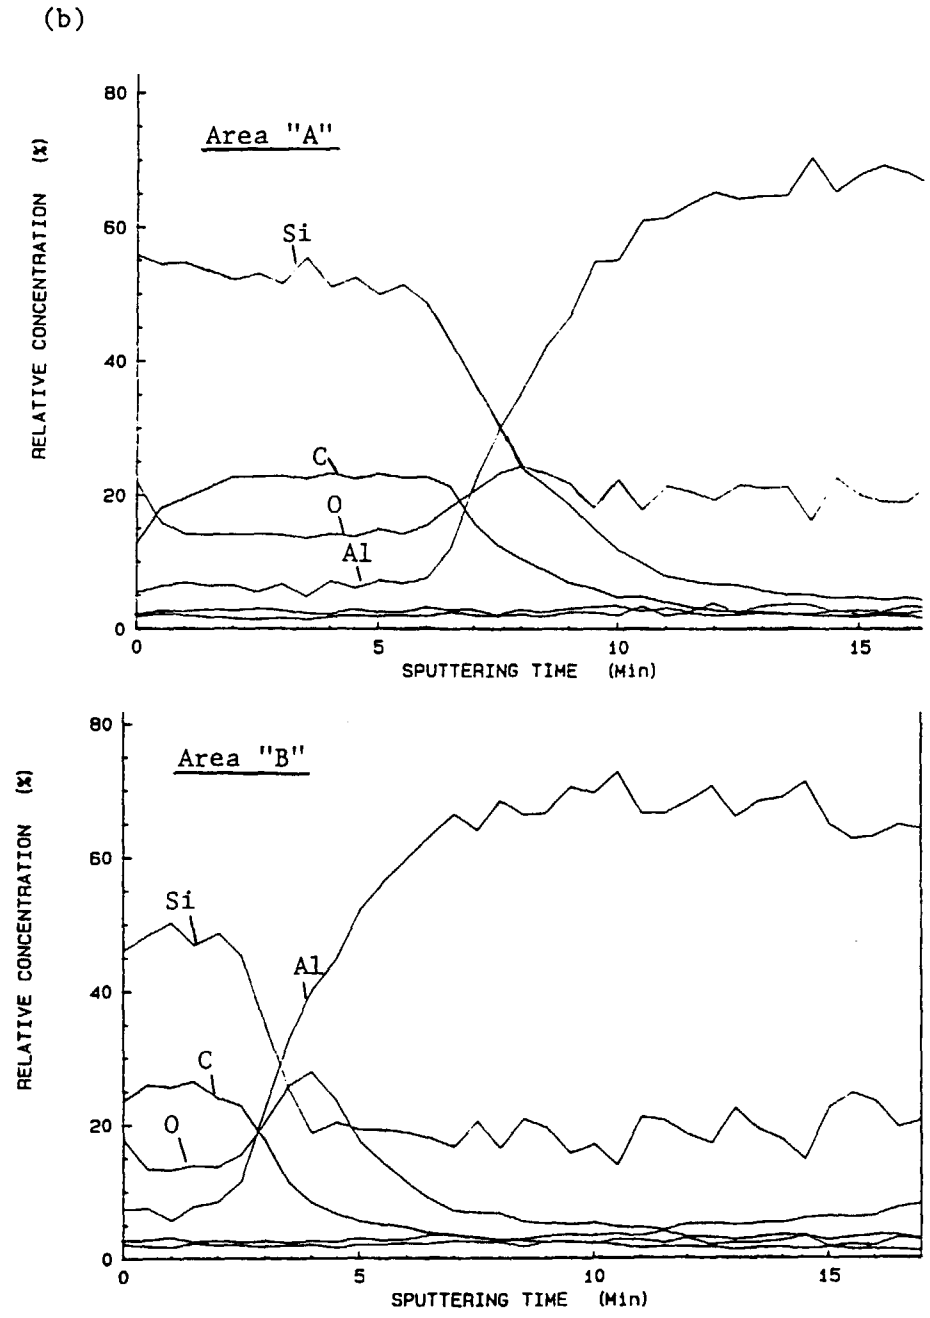 (b)
Area "A"
RELATIVE CONCENTRATION (%)
80
60
40
20
0
Si
C
O
Al
0 5 10 15
SPUTTERING TIME (Min)
Area "B"
RELATIVE CONCENTRATION (%)
80
60
40
20
0
Si
Al
C
O
0 5 10 15
SPUTTERING TIME (Min)